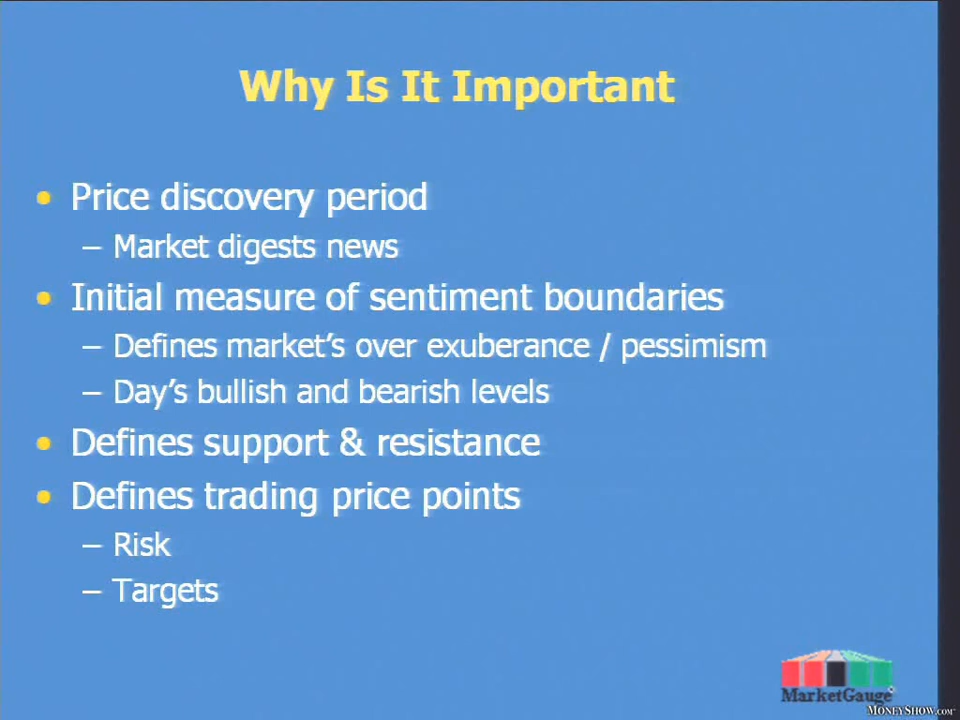 Why Is It Important
• Price discovery period
– Market digests news
• Initial measure of sentiment boundaries
– Defines market's over exuberance / pessimism
– Day's bullish and bearish levels
• Defines support & resistance
• Defines trading price points
– Risk
– Targets
MarketGauge
MoneyShow.com